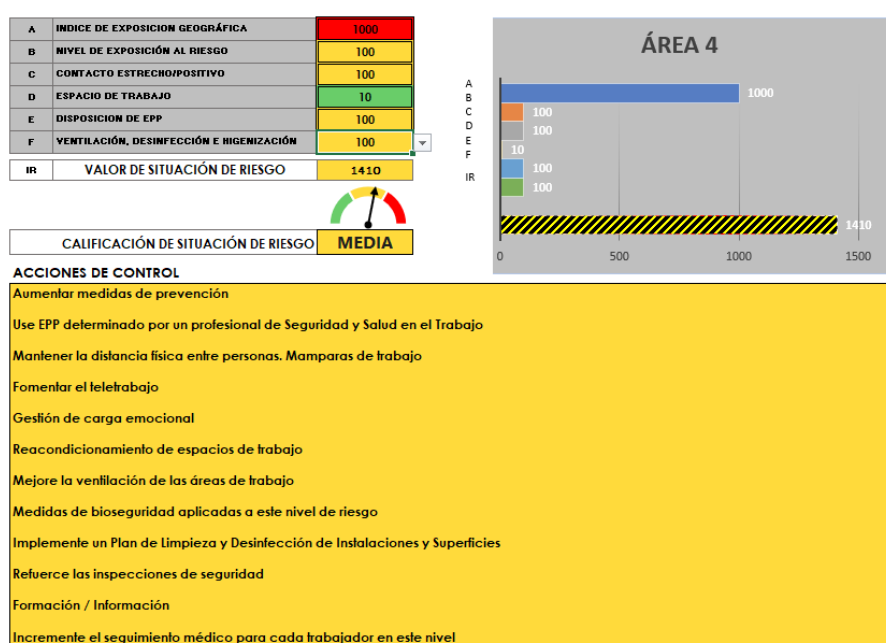 A INDICE DE EXPOSICION GEOGRÁFICA 1000
B NIVEL DE EXPOSICIÓN AL RIESGO 100
C CONTACTO ESTRECHO/POSITIVO 100
D ESPACIO DE TRABAJO 10
E DISPOSICION DE EPP 100
F VENTILACIÓN, DESINFECCIÓN E HIGENIZACIÓN 100
IR VALOR DE SITUACIÓN DE RIESGO 1410
CALIFICACIÓN DE SITUACIÓN DE RIESGO MEDIA
ÁREA 4
A
B
C
D
E
F
IR
1000
100
100
10
100
100
1410
0 500 1000 1500
ACCIONES DE CONTROL
Aumentar medidas de prevención
Use EPP determinado por un profesional de Seguridad y Salud en el Trabajo
Mantener la distancia física entre personas. Mamparas de trabajo
Fomentar el teletrabajo
Gestión de carga emocional
Reacondicionamiento de espacios de trabajo
Mejore la ventilación de las áreas de trabajo
Medidas de bioseguridad aplicadas a este nivel de riesgo
Implemente un Plan de Limpieza y Desinfección de Instalaciones y Superficies
Refuerce las inspecciones de seguridad
Formación / Información
Incremente el seguimiento médico para cada trabajador en este nivel